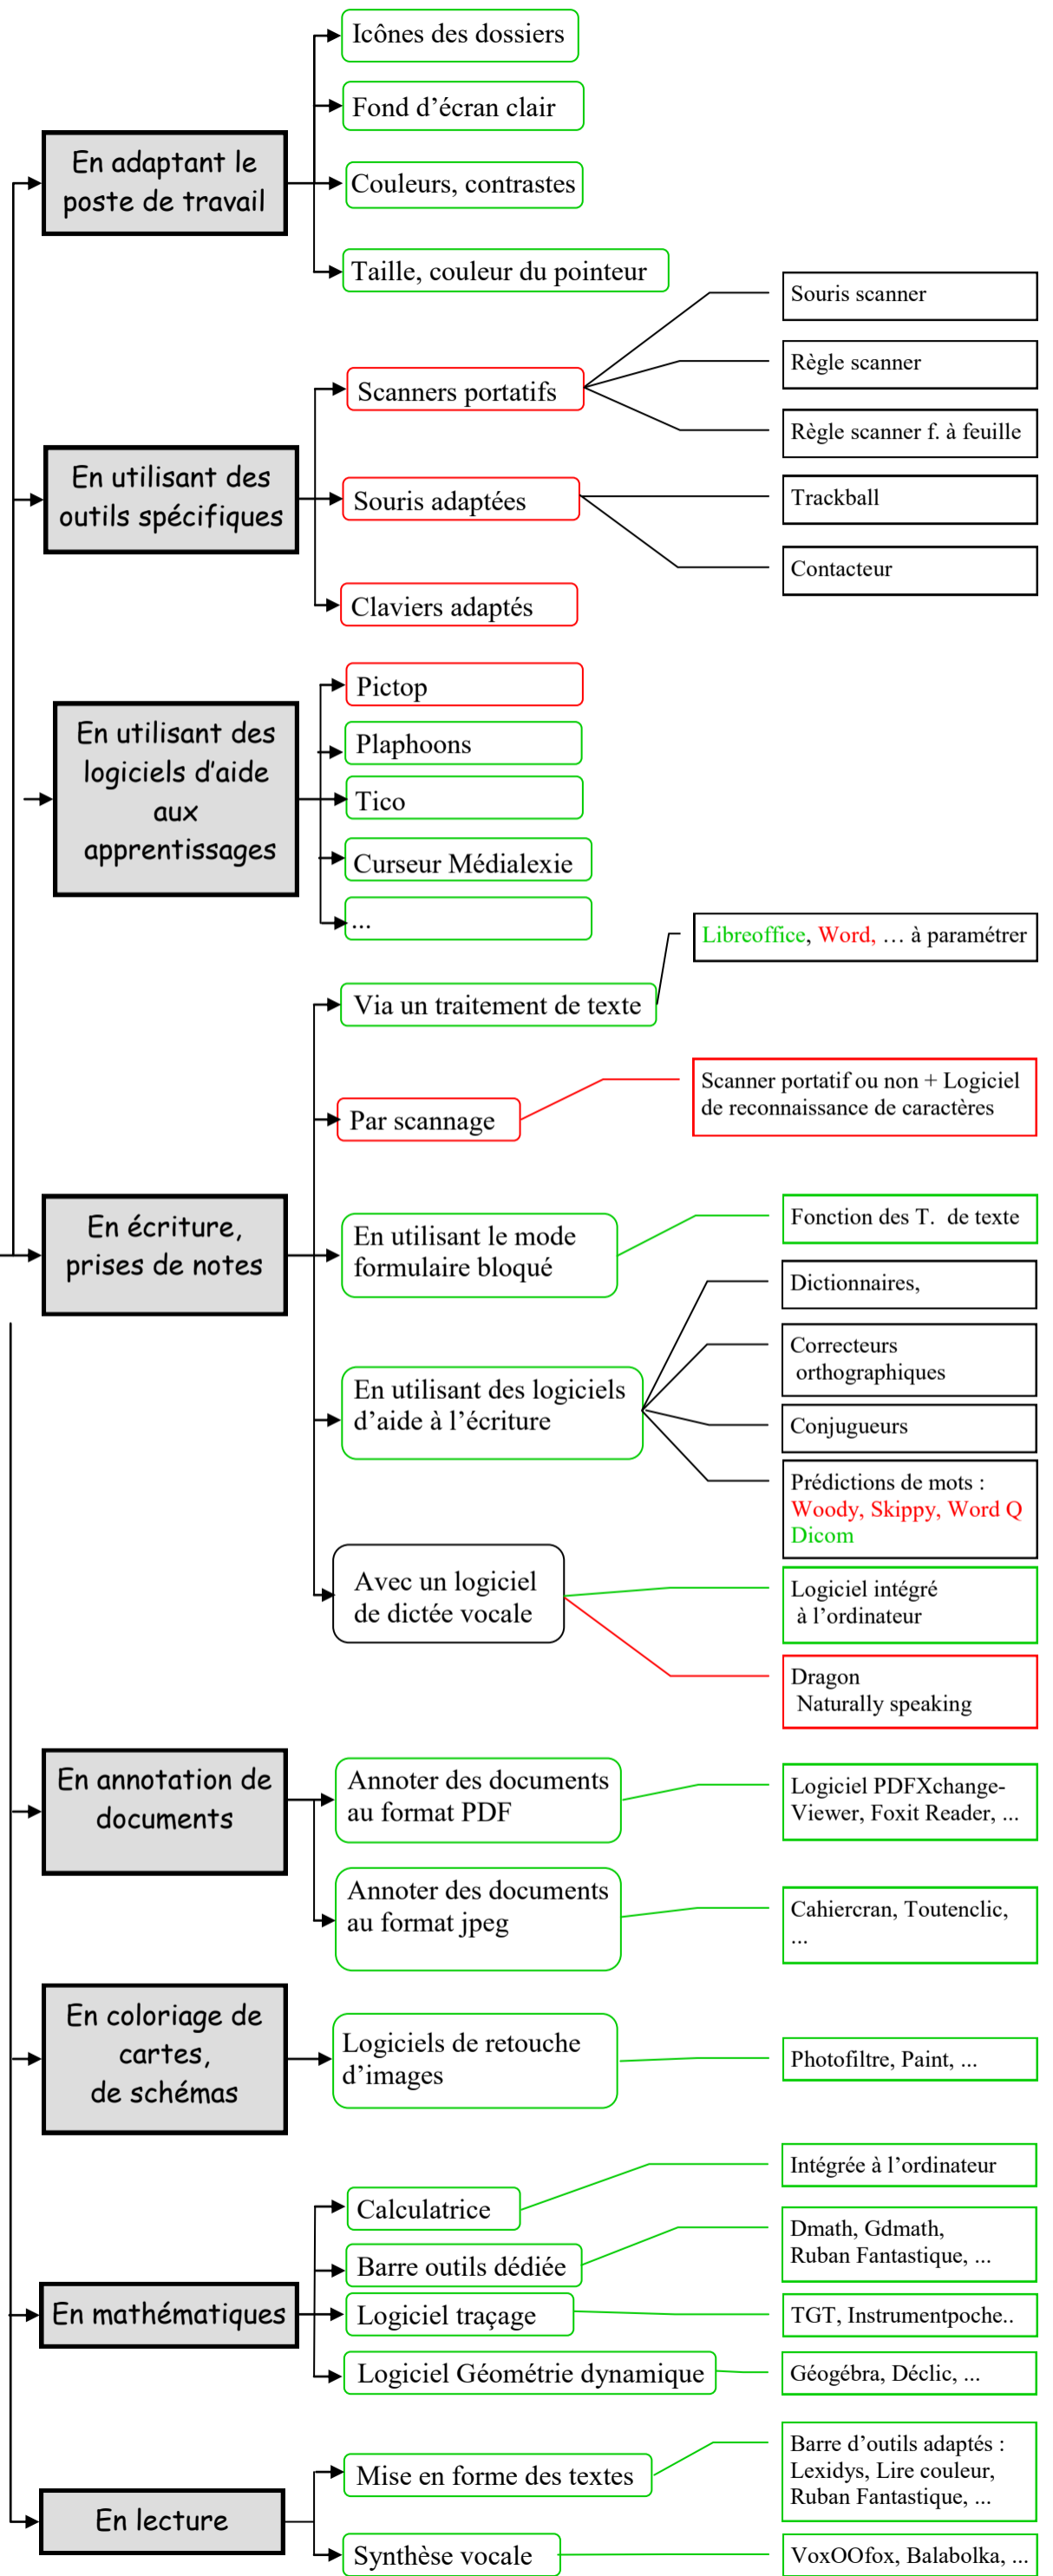 Icônes des dossiers
Fond d’écran clair
En adaptant le
poste de travail
Couleurs, contrastes
Taille, couleur du pointeur
Souris scanner
Règle scanner
Scanners portatifs
Règle scanner f. à feuille
En utilisant des
outils spécifiques
Souris adaptées
Trackball
Contacteur
Claviers adaptés
En utilisant des
logiciels d’aide
aux
apprentissages
Pictop
Plaphoons
Tico
Curseur Médialexie
...
Libreoffice, Word, … à paramétrer
Via un traitement de texte
Scanner portatif ou non + Logiciel
de reconnaissance de caractères
Par scannage
En écriture,
prises de notes
En utilisant le mode
formulaire bloqué
Fonction des T. de texte
Dictionnaires,
Correcteurs
orthographiques
En utilisant des logiciels
d’aide à l’écriture
Conjugueurs
Prédictions de mots :
Woody, Skippy, Word Q
Dicom
Avec un logiciel
de dictée vocale
Logiciel intégré
à l’ordinateur
Dragon
Naturally speaking
En annotation de
documents
Annoter des documents
au format PDF
Logiciel PDFXchange-
Viewer, Foxit Reader, ...
Annoter des documents
au format jpeg
Cahiercran, Toutenclic,
...
En coloriage de
cartes,
de schémas
Logiciels de retouche
d’images
Photofiltre, Paint, ...
Intégrée à l’ordinateur
Calculatrice
Dmath, Gdmath,
Ruban Fantastique, ...
Barre outils dédiée
En mathématiques
Logiciel traçage
TGT, Instrumentpoche..
Logiciel Géométrie dynamique
Géogébra, Déclic, ...
Barre d’outils adaptés :
Lexidys, Lire couleur,
Ruban Fantastique, ...
Mise en forme des textes
En lecture
Synthèse vocale
VoxOOfox, Balabolka, ...